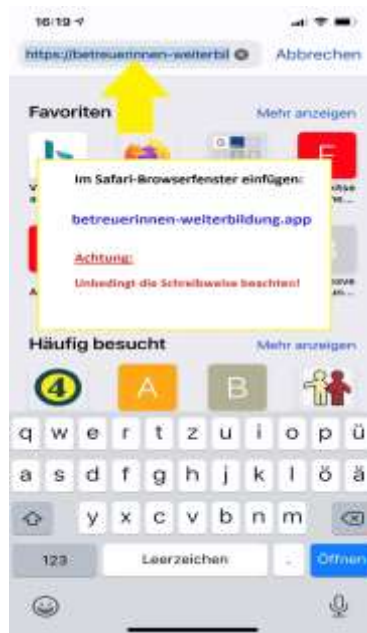 16:19
https://betreuerinnen-weiterbil Abbrechen
Favoriten Mehr anzeigen
Im Safari-Browserfenster einfügen:
betreuerinnen-weiterbildung.app
Achtung:
Unbedingt die Schreibweise beachten!
Häufig besucht Mehr anzeigen
4 A B
q w e r t z u i o p ü
a s d f g h j k l ö ä
y x c v b n m
123 Leerzeichen . Öffnen